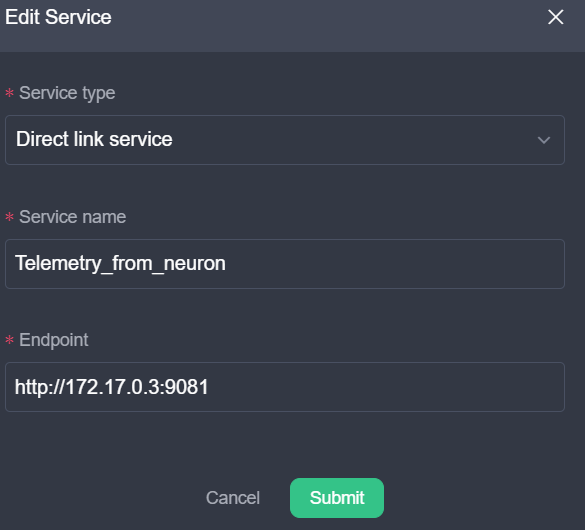 Edit Service
* Service type
Direct link service
* Service name
Telemetry_from_neuron
* Endpoint
http://172.17.0.3:9081
Cancel Submit